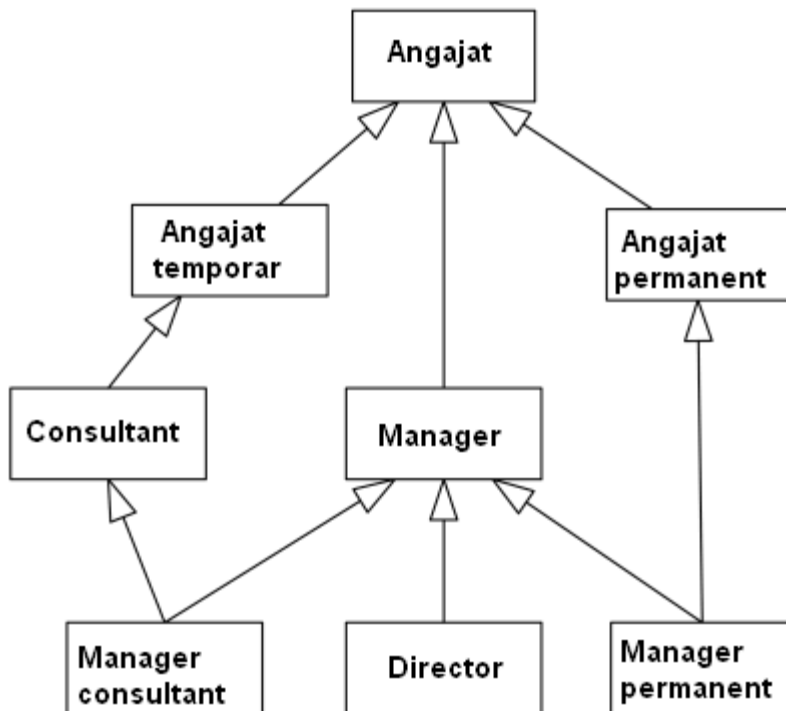 Angajat
Angajat
temporar
Angajat
permanent
Consultant
Manager
Manager
consultant
Director
Manager
permanent